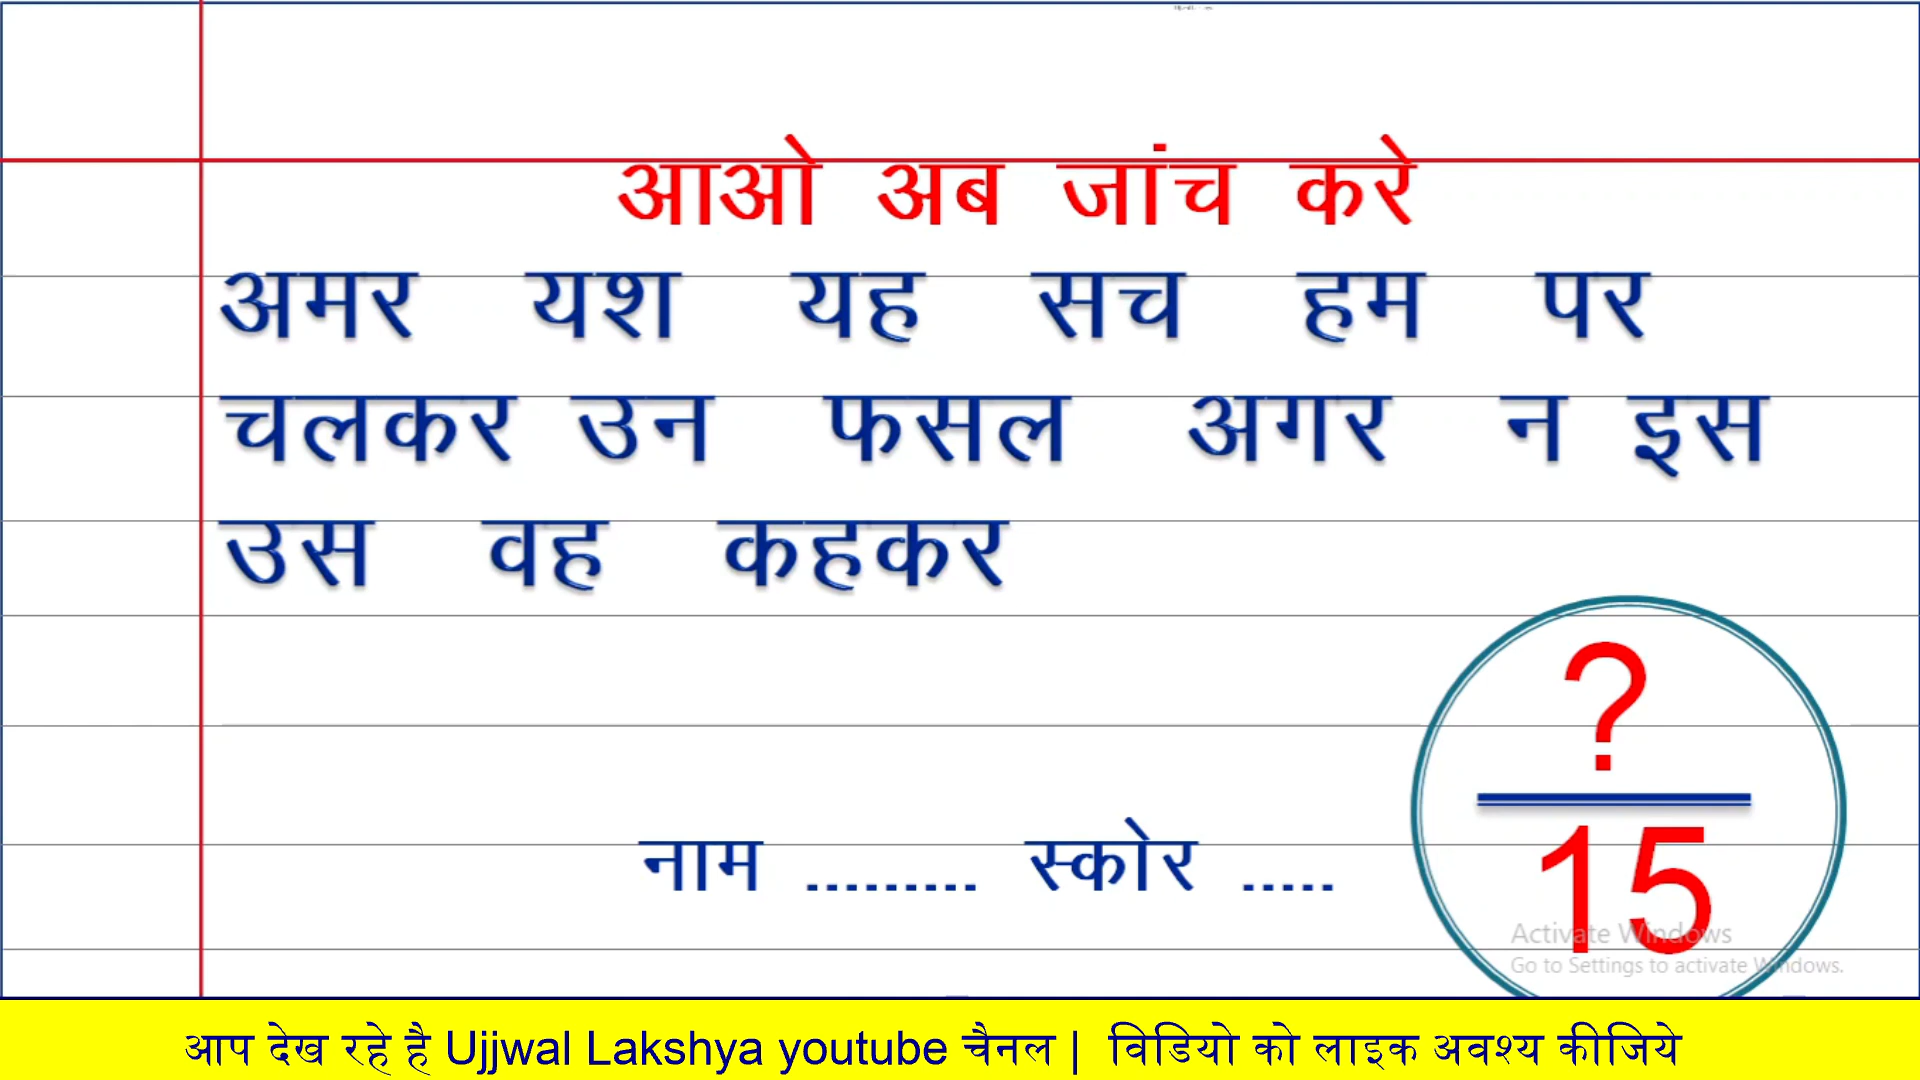 आओ अब जांच करे
अमर यश यह सच हम पर
चलकर उन फसल अगर न इस
उस वह कहकर
?
15
नाम ......... स्कोर .....
Activate Windows
Go to Settings to activate Windows.
आप देख रहे है Ujjwal Lakshya youtube चैनल | विडियो को लाइक अवश्य कीजिये